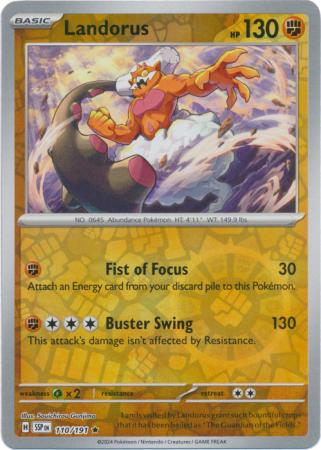 BASIC
Landorus
HP 130
NO. 0645 Abundance Pokémon HT: 4'11" WT: 149.9 lbs
Fist of Focus 30
Attach an Energy card from your discard pile to this Pokémon.
Buster Swing 130
This attack's damage isn't affected by Resistance.
weakness ×2 resistance retreat
Illus. Souichirou Gunjima
H SSP EN 110/191 ★
Lands visited by Landorus grant such bountiful crops that it has been hailed as "The Guardian of the Fields."
©2024 Pokémon / Nintendo / Creatures / GAME FREAK